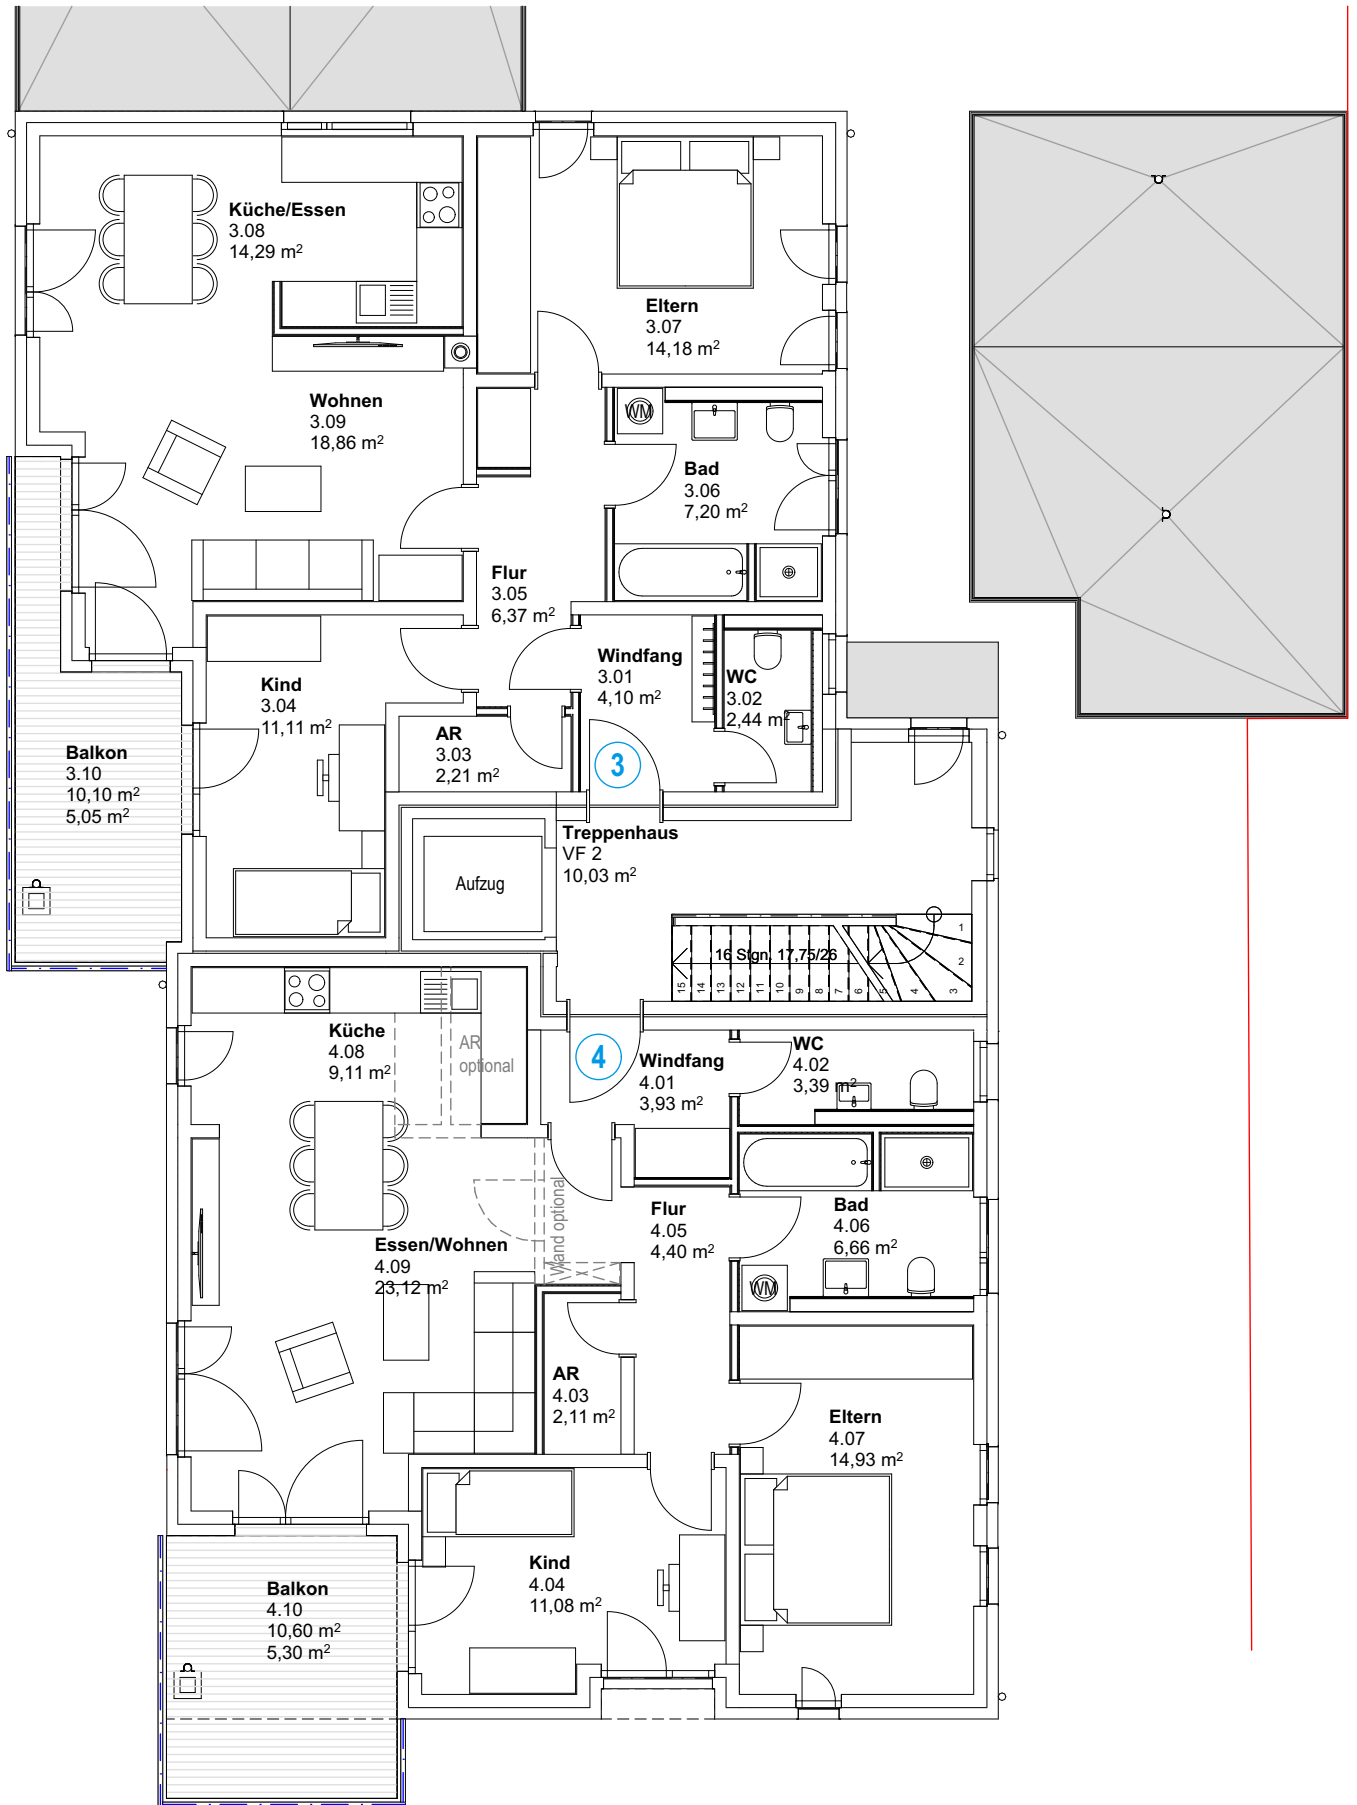 Küche/Essen
3.08
14,29 m²
Eltern
3.07
14,18 m²
Wohnen
3.09
18,86 m²
WM
Bad
3.06
7,20 m²
Flur
3.05
6,37 m²
Windfang
3.01
4,10 m²
WC
3.02
2,44 m²
Kind
3.04
11,11 m²
AR
3.03
2,21 m²
3
Balkon
3.10
10,10 m²
5,05 m²
Treppenhaus
VF 2
10,03 m²
Aufzug
16 Stgn. 17,75/26
1
2
3
4
5
6
7
8
9
10
11
12
13
14
15
Küche
4.08
9,11 m²
AR
optional
4
Windfang
4.01
3,93 m²
WC
4.02
3,39 m²
Wand optional
Flur
4.05
4,40 m²
Bad
4.06
6,66 m²
WM
Essen/Wohnen
4.09
23,12 m²
AR
4.03
2,11 m²
Eltern
4.07
14,93 m²
Kind
4.04
11,08 m²
Balkon
4.10
10,60 m²
5,30 m²